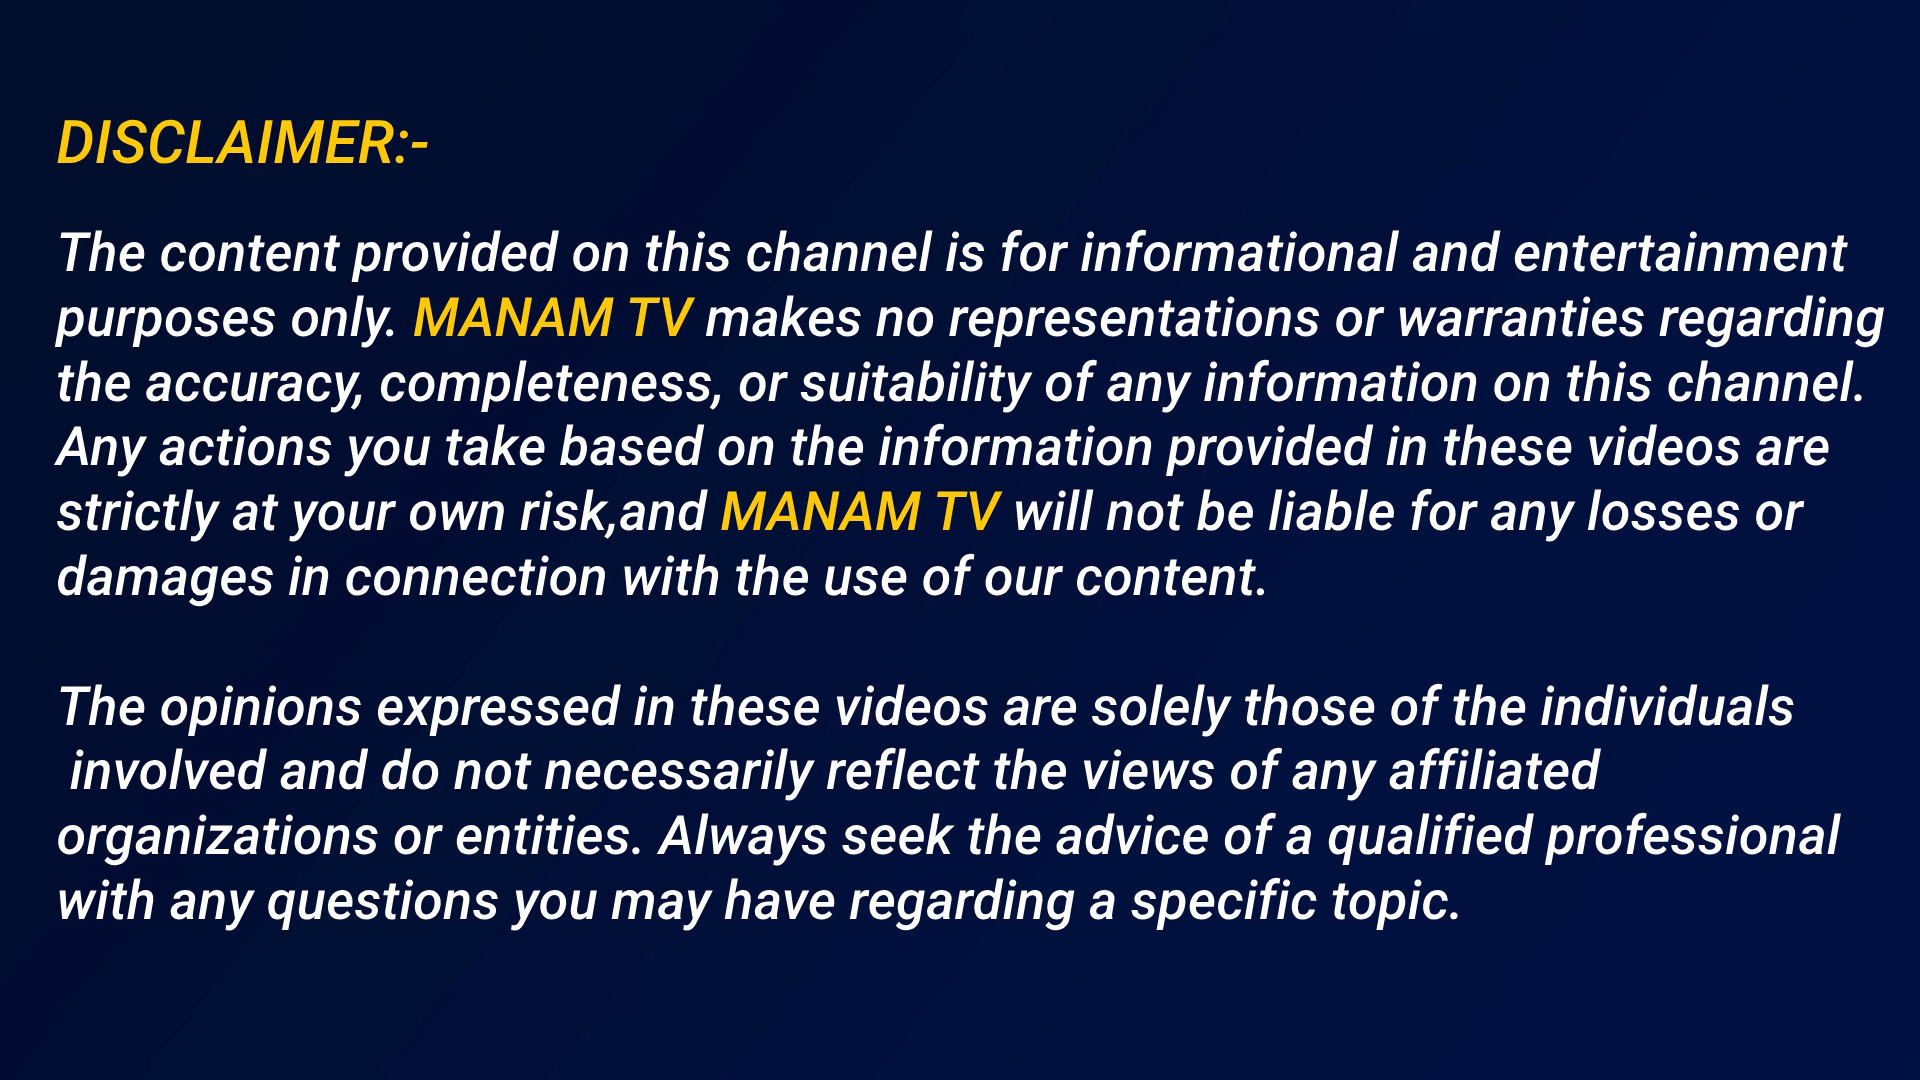 DISCLAIMER:-
The content provided on this channel is for informational and entertainment
purposes only. MANAM TV makes no representations or warranties regarding
the accuracy, completeness, or suitability of any information on this channel.
Any actions you take based on the information provided in these videos are
strictly at your own risk,and MANAM TV will not be liable for any losses or
damages in connection with the use of our content.
The opinions expressed in these videos are solely those of the individuals
involved and do not necessarily reflect the views of any affiliated
organizations or entities. Always seek the advice of a qualified professional
with any questions you may have regarding a specific topic.